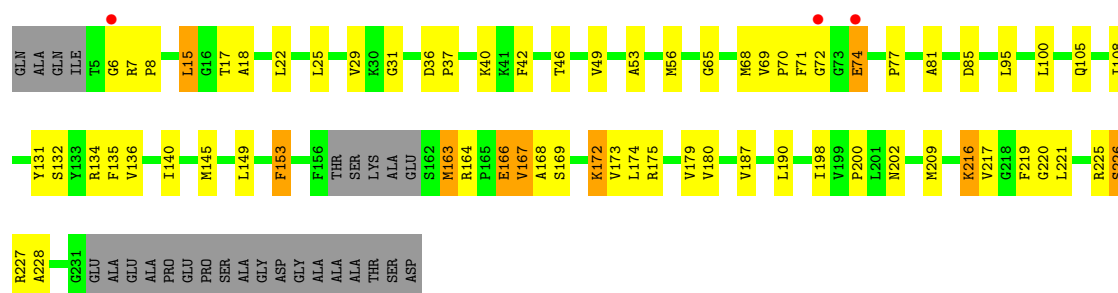 GLN ALA GLN ILE T5 G6 R7 P8 L15 G16 T17 A18 L22 L25 V29 K30 G31 D36 P37 K40 K41 F42 T46 V49 A53 M56 G65 M68 V69 P70 F71 G72 G73 E74 P77 A81 D85 L95 L100 Q105
Y131 S132 Y133 R134 F135 V136 I140 M145 L149 F153 F156 THR SER LYS ALA GLU S162 M163 R164 P165 E166 V167 A168 S169 K172 V173 L174 R175 V179 V180 V187 L190 I198 V199 P200 L201 N202 M209 K216 V217 G218 F219 G220 L221 R225
R227 A228 G231 GLU ALA GLU ALA PRO GLU PRO SER ALA GLY ASP GLY ALA ALA ALA THR SER ASP